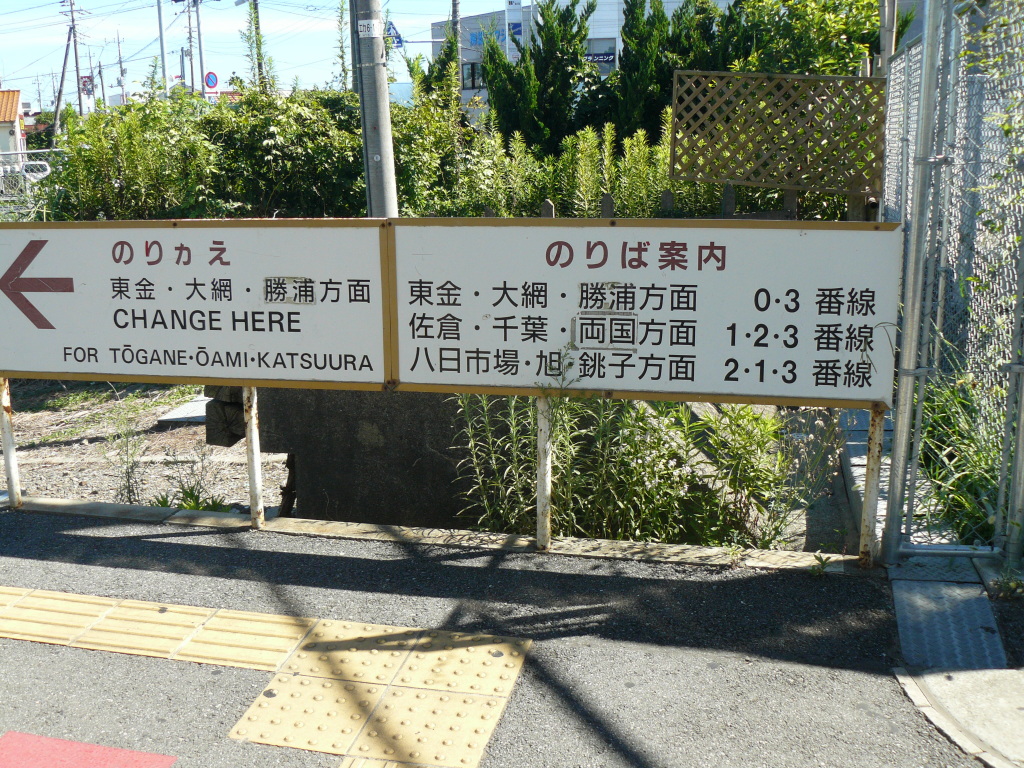 のりカえ
東金・大網・勝浦方面
CHANGE HERE
FOR TŌGANE・ŌAMI・KATSUURA
のりば案内
東金・大網・勝浦方面 0・3 番線
佐倉・千葉・両国方面 1・2・3 番線
八日市場・旭・銚子方面 2・1・3 番線